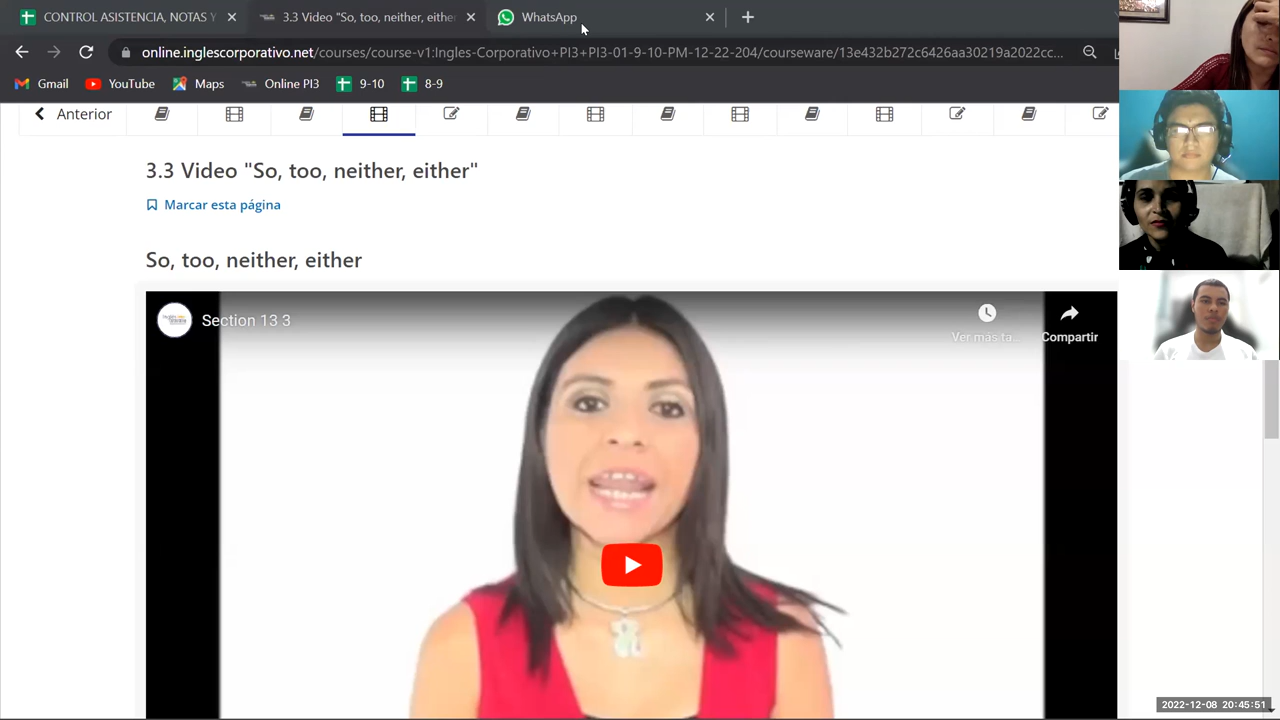 CONTROL ASISTENCIA, NOTAS Y
3.3 Video "So, too, neither, either
WhatsApp
online.inglescorporativo.net/courses/course-v1:Ingles-Corporativo+PI3+PI3-01-9-10-PM-12-22-204/courseware/13e432b272c6426aa30219a2022cc...
Gmail
YouTube
Maps
Online PI3
9-10
8-9
Anterior
3.3 Video "So, too, neither, either"
Marcar esta página
So, too, neither, either
Section 13 3
Ver más ta...
Compartir
2022-12-08 20:45:51